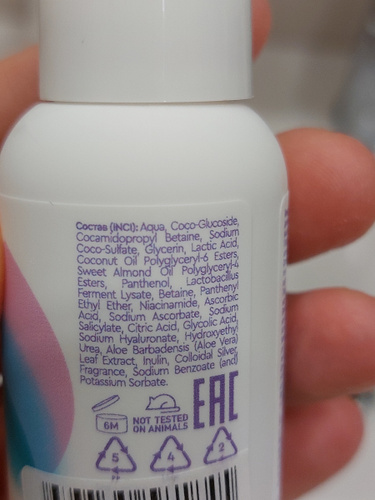 Состав (INCI): Aqua, Coco-Glucoside,
Cocamidopropyl Betaine, Sodium
Coco-Sulfate, Glycerin, Lactic Acid,
Coconut Oil Polyglyceryl-6 Esters,
Sweet Almond Oil Polyglyceryl-4
Esters, Panthenol, Lactobacillus
Ferment Lysate, Betaine, Panthenyl
Ethyl Ether, Niacinamide, Ascorbic
Acid, Sodium Ascorbate, Sodium
Salicylate, Citric Acid, Glycolic Acid,
Sodium Hyaluronate, Hydroxyethyl
Urea, Aloe Barbadensis (Aloe Vera)
Leaf Extract, Inulin, Colloidal Silver,
Fragrance, Sodium Benzoate (and)
Potassium Sorbate.
6M
NOT TESTED
ON ANIMALS
EAC
5 4 2
PP